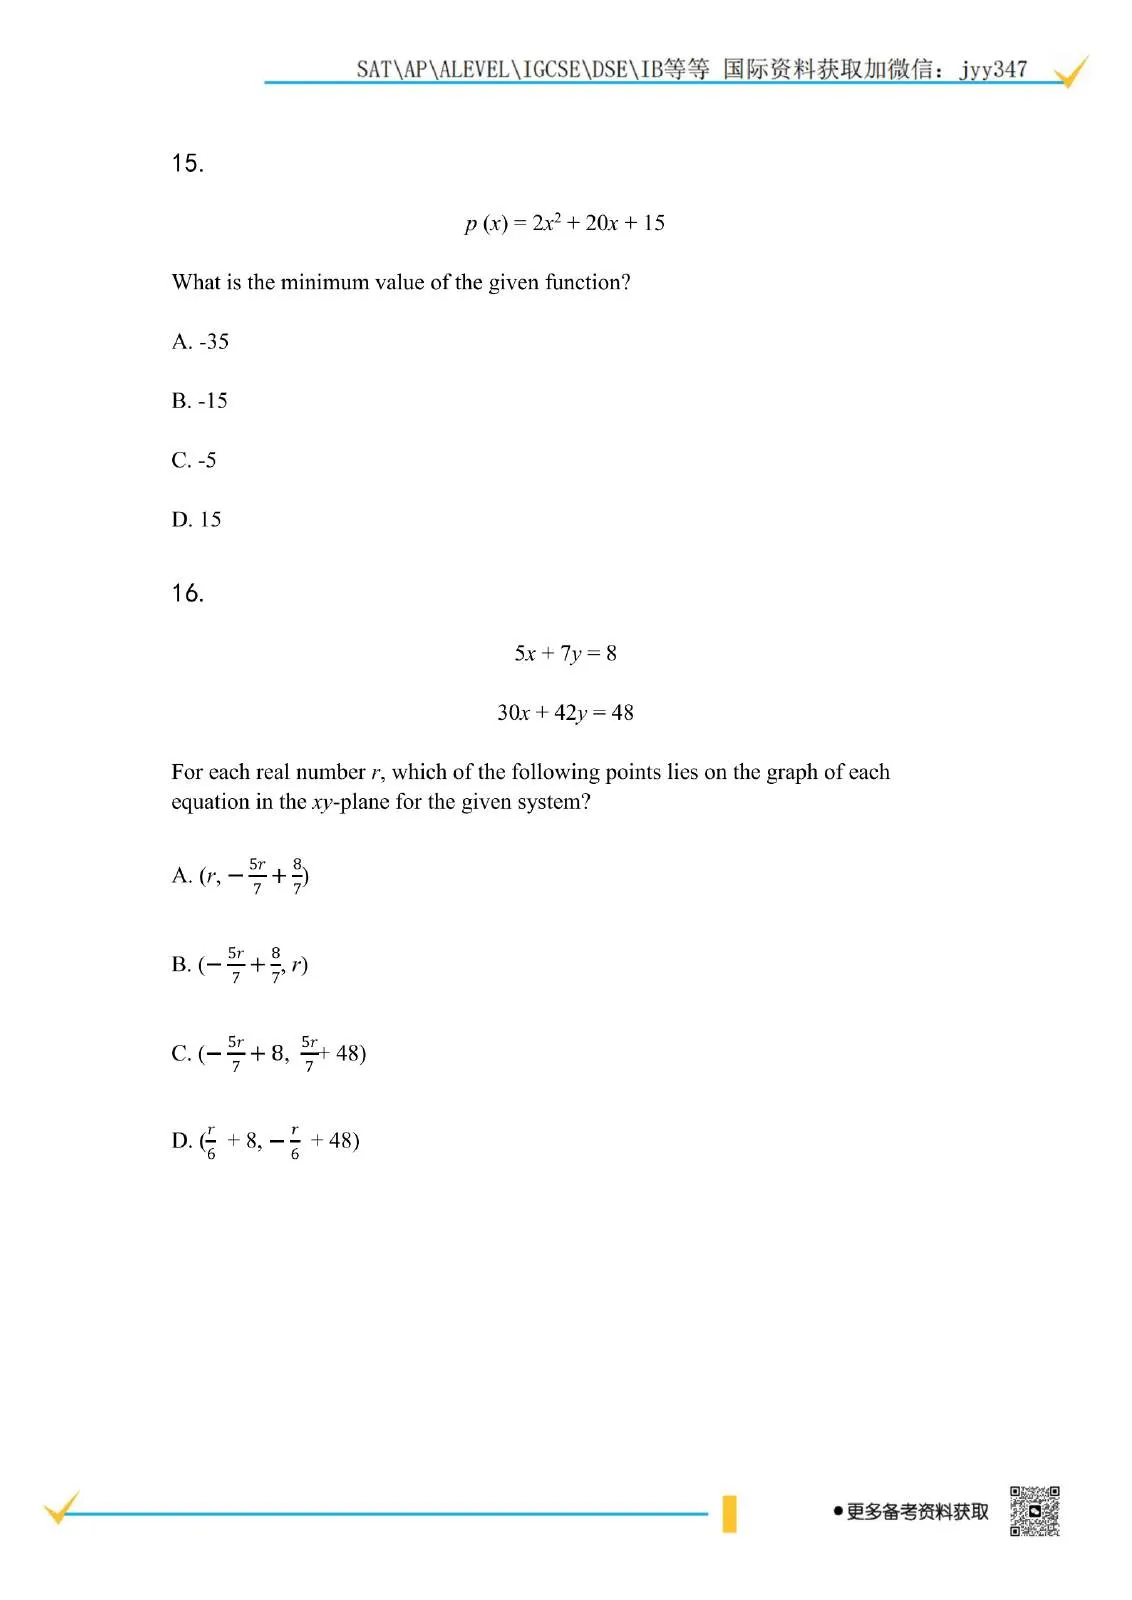 SAT\AP\ALEVEL\IGCSE\DSE\IB等等 国际资料获取加微信：jyy347
15.
p (x) = 2x² + 20x + 15
What is the minimum value of the given function?
A. -35
B. -15
C. -5
D. 15
16.
5x + 7y = 8
30x + 42y = 48
For each real number r, which of the following points lies on the graph of each
equation in the xy-plane for the given system?
A. (r, − 5r/7 + 8/7)
B. (− 5r/7 + 8/7, r)
C. (− 5r/7 + 8, 5r/7 + 48)
D. (r/6 + 8, − r/6 + 48)
●更多备考资料获取